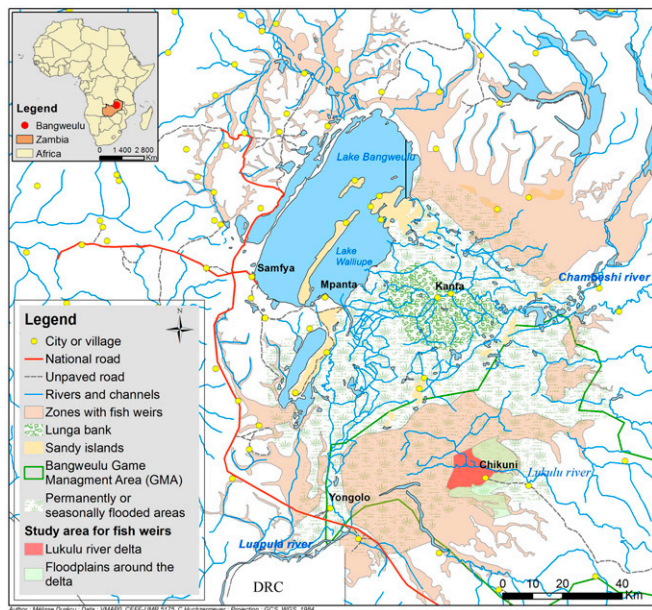 Legend
Bangweulu
Zambia
Africa
0 1 400 2 800
Km
Lake Bangweulu
Lake
Walliupe
Samfya
Mpanta
Kanta
Chambeshi river
Legend
N
City or village
National road
Unpaved road
Rivers and channels
Zones with fish weirs
Lunga bank
Sandy islands
Bangweulu Game
Managment Area (GMA)
Permanently or
seasonally flooded areas
Study area for fish weirs
Lukulu river delta
Floodplains around the
delta
Chikuni
Lukulu river
Yongolo
Luapula river
DRC
0 20 40
Km